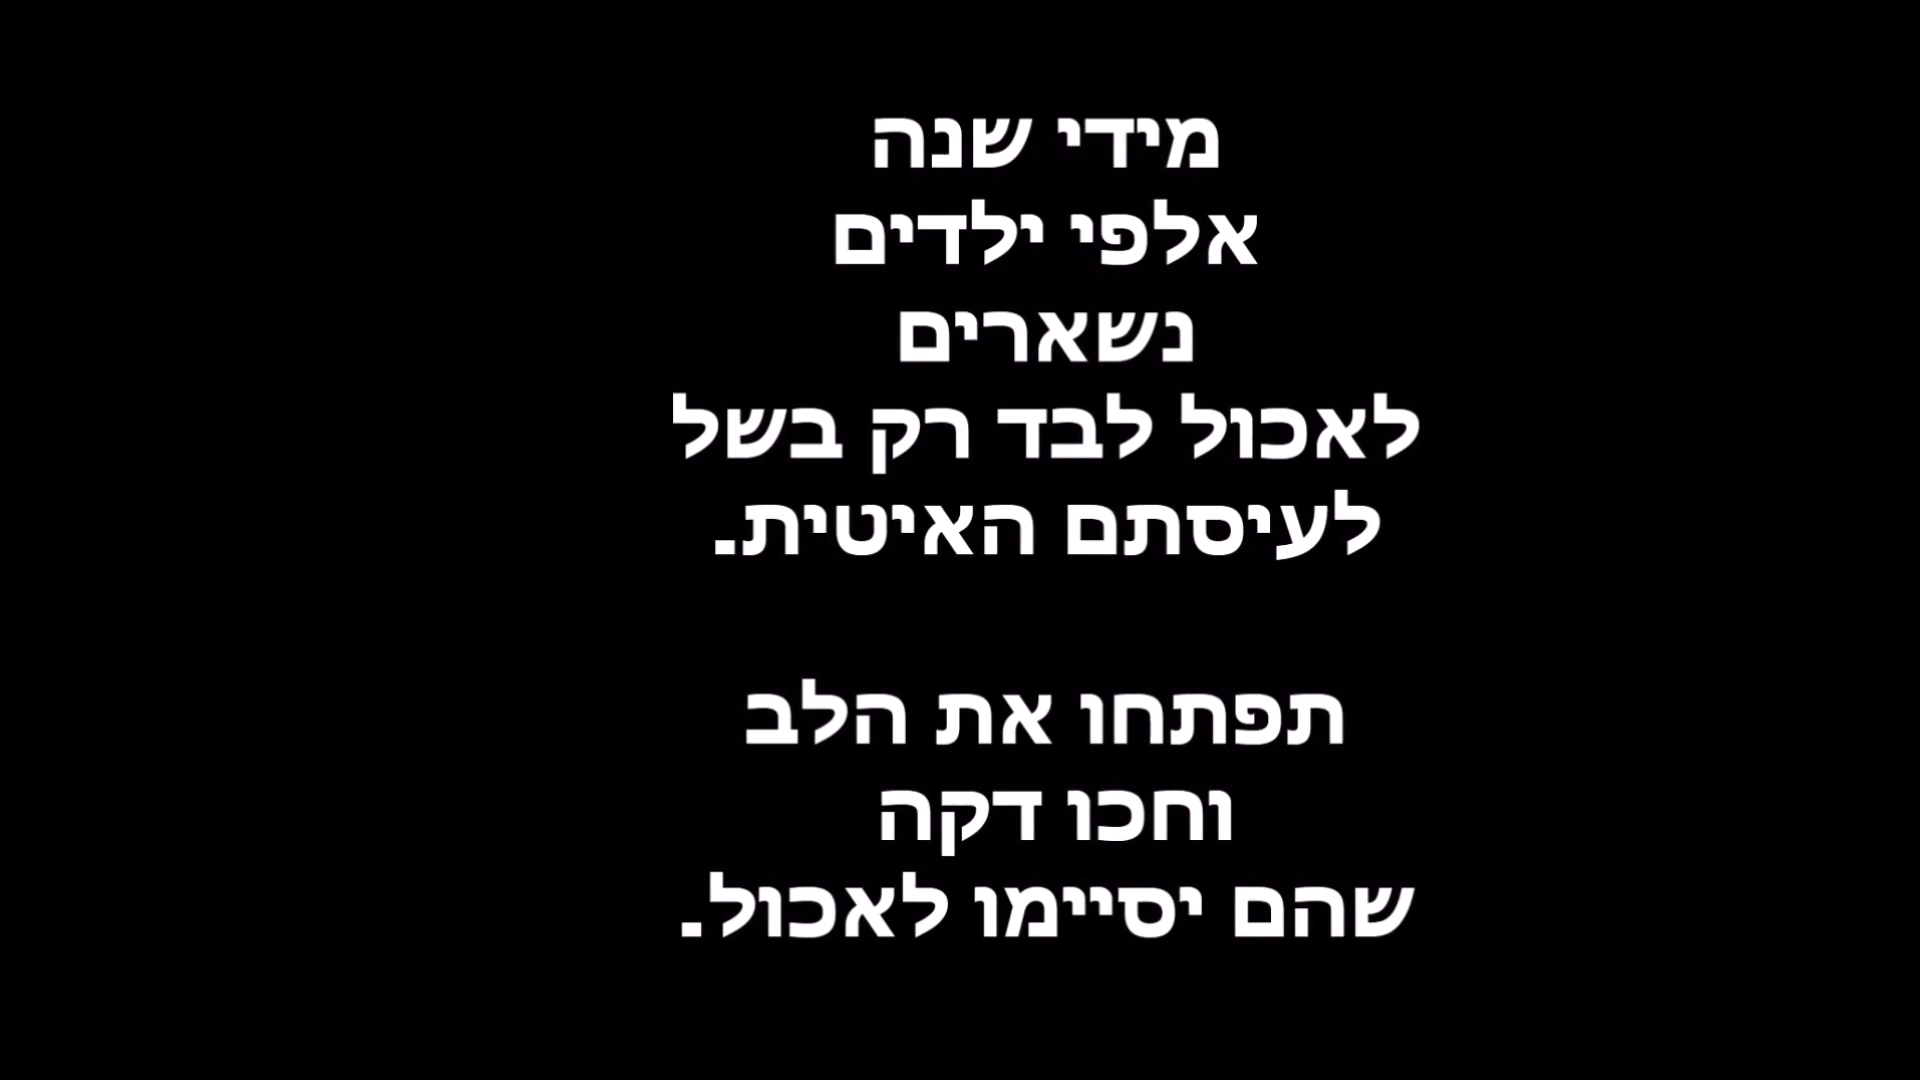 מידי שנה
אלפי ילדים
נשארים
לאכול לבד רק בשל
לעיסתם האיטית.
תפתחו את הלב
וחכו דקה
שהם יסיימו לאכול.